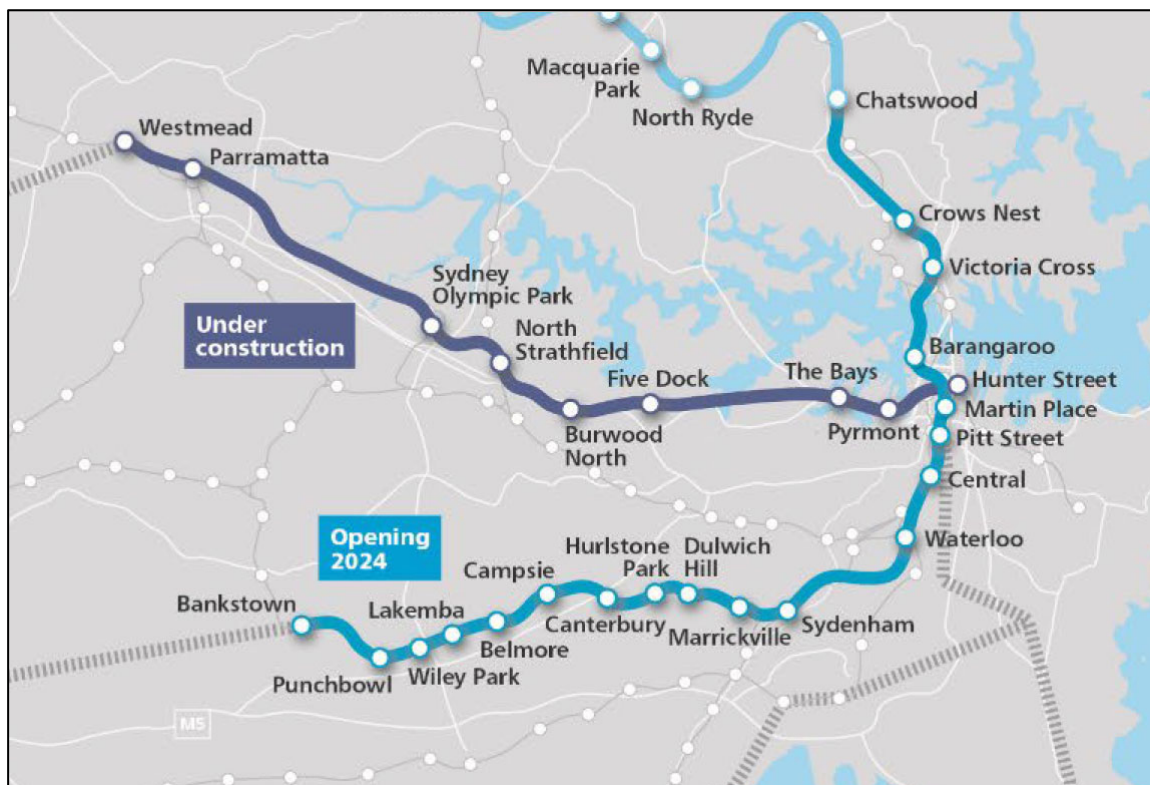 Macquarie
Park
North Ryde
Chatswood
Westmead
Parramatta
Crows Nest
Victoria Cross
Sydney
Olympic Park
Under
construction
North
Strathfield
Barangaroo
Five Dock
The Bays
Hunter Street
Martin Place
Burwood
North
Pyrmont
Pitt Street
Central
Opening
2024
Waterloo
Hurlstone
Park
Dulwich
Hill
Campsie
Bankstown
Lakemba
Canterbury
Sydenham
Marrickville
Belmore
Wiley Park
Punchbowl
M5